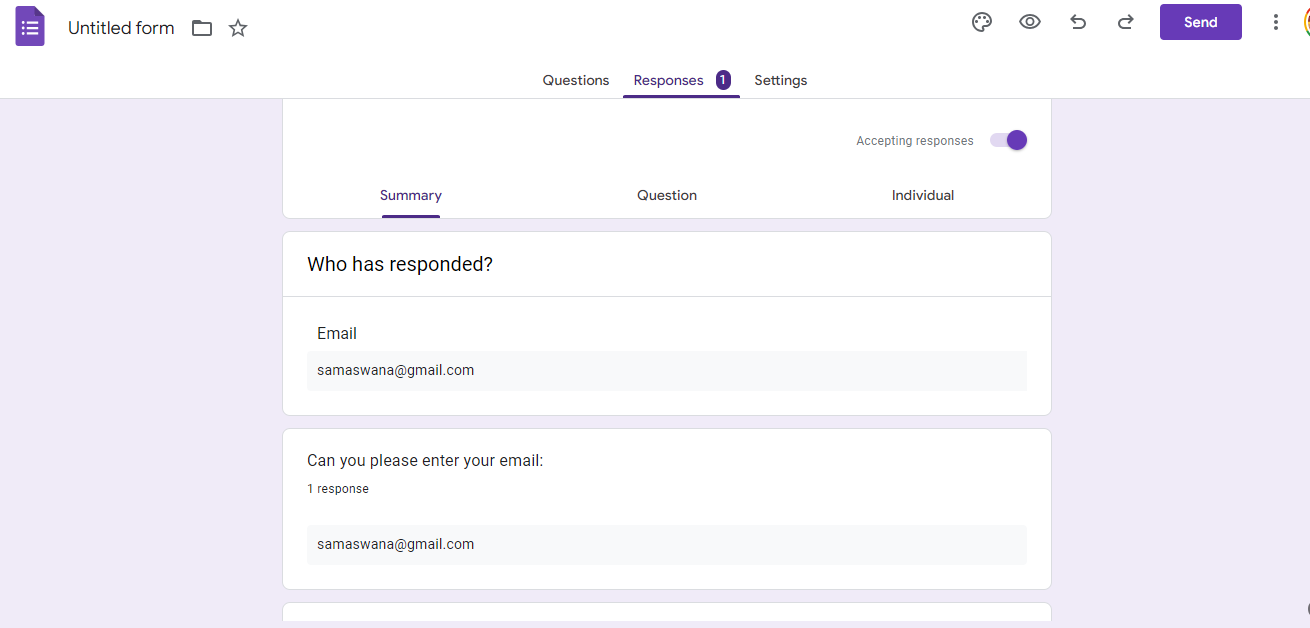 Untitled form
Send
Questions Responses 1 Settings
Accepting responses
Summary Question Individual
Who has responded?
Email
samaswana@gmail.com
Can you please enter your email:
1 response
samaswana@gmail.com